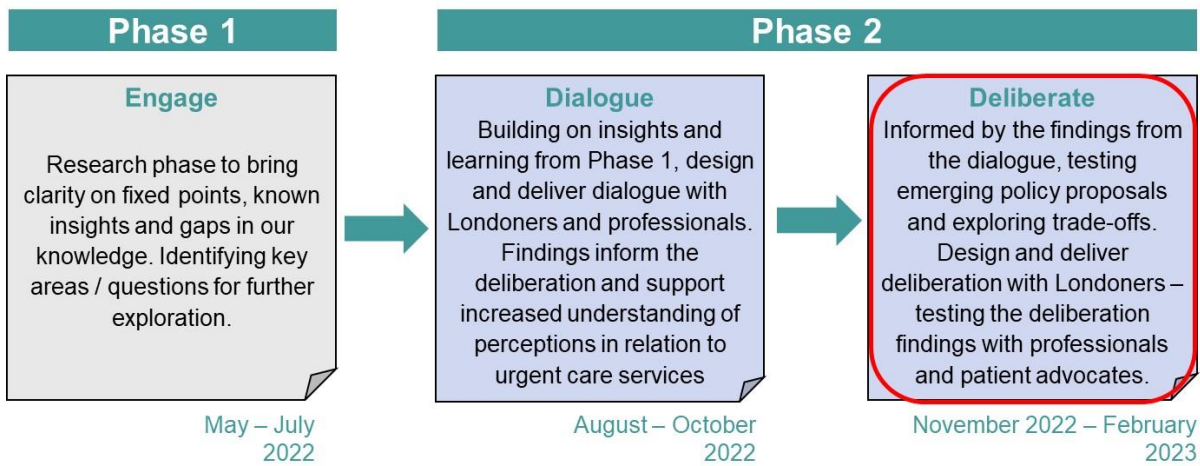 Phase 1
Phase 2
Engage
Research phase to bring
clarity on fixed points, known
insights and gaps in our
knowledge. Identifying key
areas / questions for further
exploration.
May – July
2022
Dialogue
Building on insights and
learning from Phase 1, design
and deliver dialogue with
Londoners and professionals.
Findings inform the
deliberation and support
increased understanding of
perceptions in relation to
urgent care services
August – October
2022
Deliberate
Informed by the findings from
the dialogue, testing
emerging policy proposals
and exploring trade-offs.
Design and deliver
deliberation with Londoners –
testing the deliberation
findings with professionals
and patient advocates.
November 2022 – February
2023